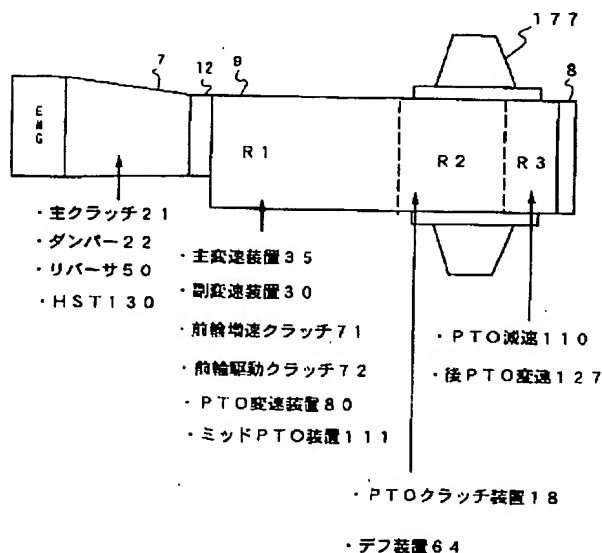 177
7
12
9
8
ENG
R1
R2
R3
・主クラッチ21
・ダンパー22
・リバーサ50
・HST130
・主変速装置35
・副変速装置30
・前輪増速クラッチ71
・前輪駆動クラッチ72
・PTO変速装置80
・ミッドPTO装置111
・PTO減速110
・後PTO変速127
・PTOクラッチ装置18
・デフ装置64